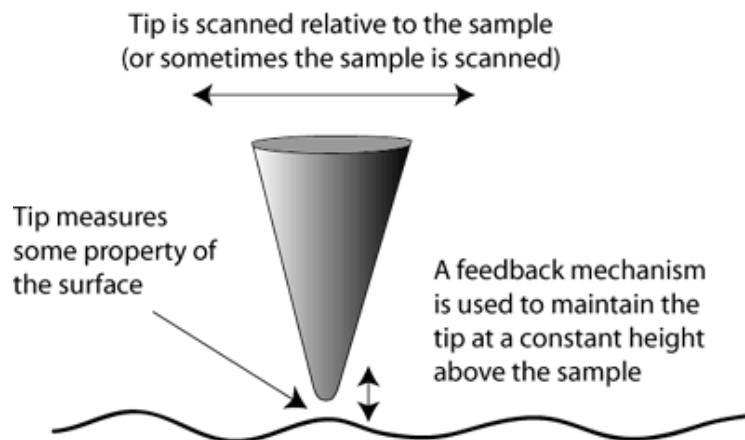 Tip is scanned relative to the sample
(or sometimes the sample is scanned)
Tip measures
some property of
the surface
A feedback mechanism
is used to maintain the
tip at a constant height
above the sample